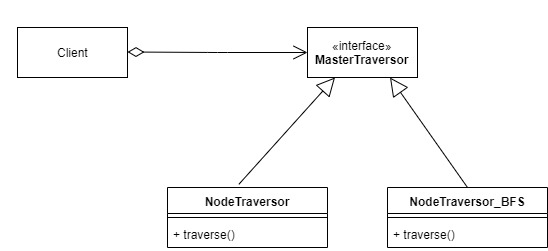 Client
«interface»
MasterTraversor
NodeTraversor
+ traverse()
NodeTraversor_BFS
+ traverse()